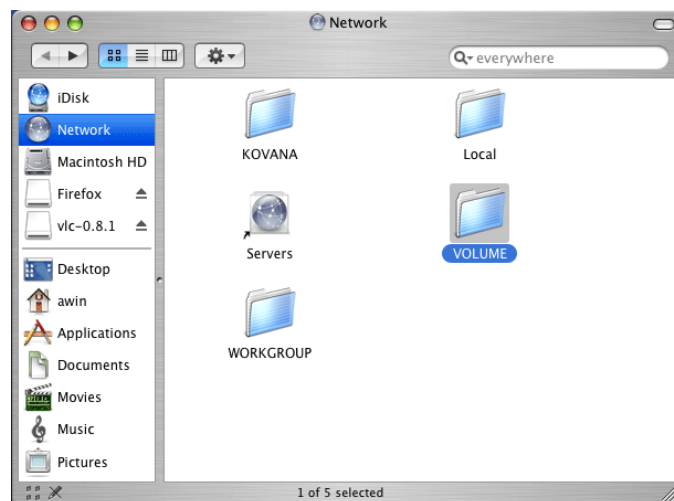 Network
everywhere
iDisk
Network
Macintosh HD
Firefox
vlc-0.8.1
Desktop
awin
Applications
Documents
Movies
Music
Pictures
KOVANA
Local
Servers
VOLUME
WORKGROUP
1 of 5 selected